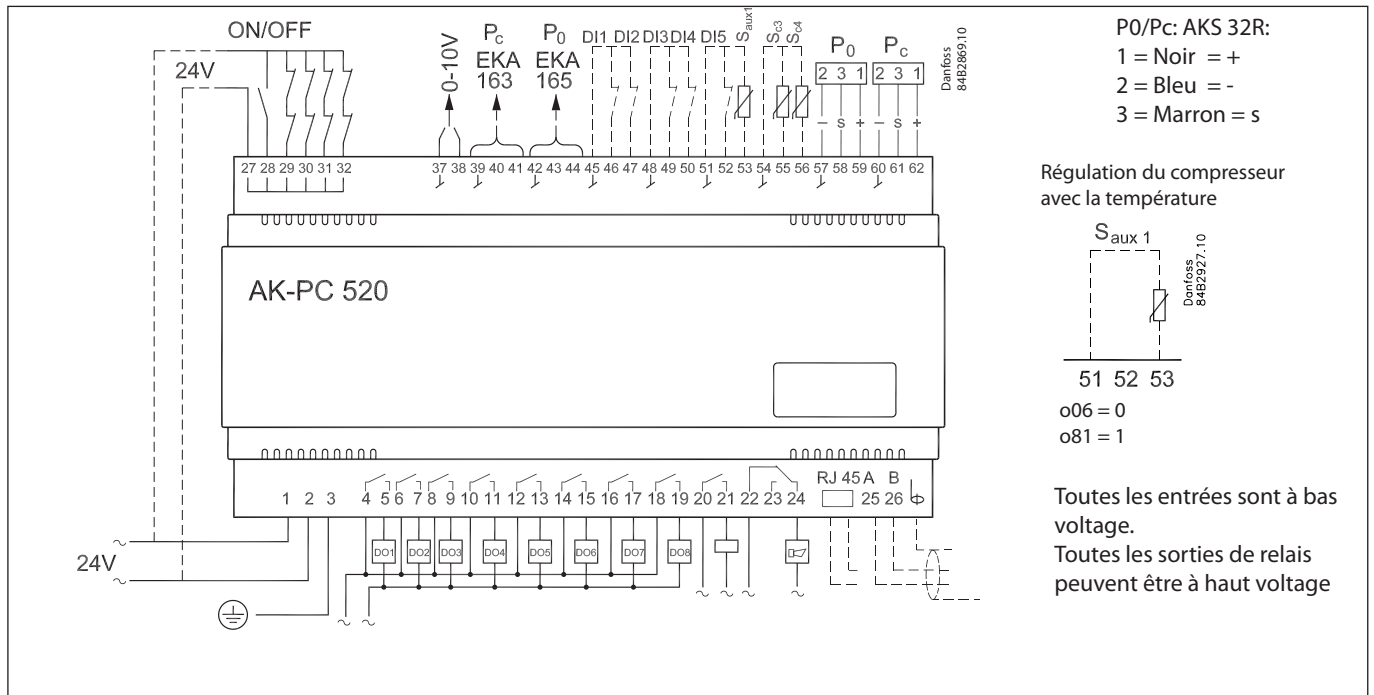 ON/OFF
24V
0-10V
Pc
EKA
163
P0
EKA
165
DI1 DI2 DI3 DI4 DI5 Saux1 Sc3 Sc4
P0 Pc
2 3 1 2 3 1
– s + – s +
Danfoss
84B2869.10
27 28 29 30 31 32 37 38 39 40 41 42 43 44 45 46 47 48 49 50 51 52 53 54 55 56 57 58 59 60 61 62
AK-PC 520
RJ 45 A B
1 2 3 4 5 6 7 8 9 10 11 12 13 14 15 16 17 18 19 20 21 22 23 24 25 26
DO1 DO2 DO3 DO4 DO5 DO6 DO7 DO8
24V
P0/Pc: AKS 32R:
1 = Noir = +
2 = Bleu = -
3 = Marron = s
Régulation du compresseur
avec la température
Saux 1
Danfoss
84B2927.10
51 52 53
o06 = 0
o81 = 1
Toutes les entrées sont à bas
voltage.
Toutes les sorties de relais
peuvent être à haut voltage